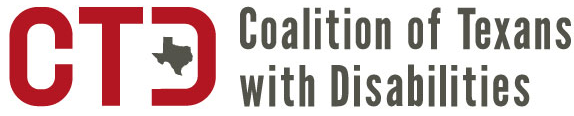 CTD
Coalition of Texans
with Disabilities